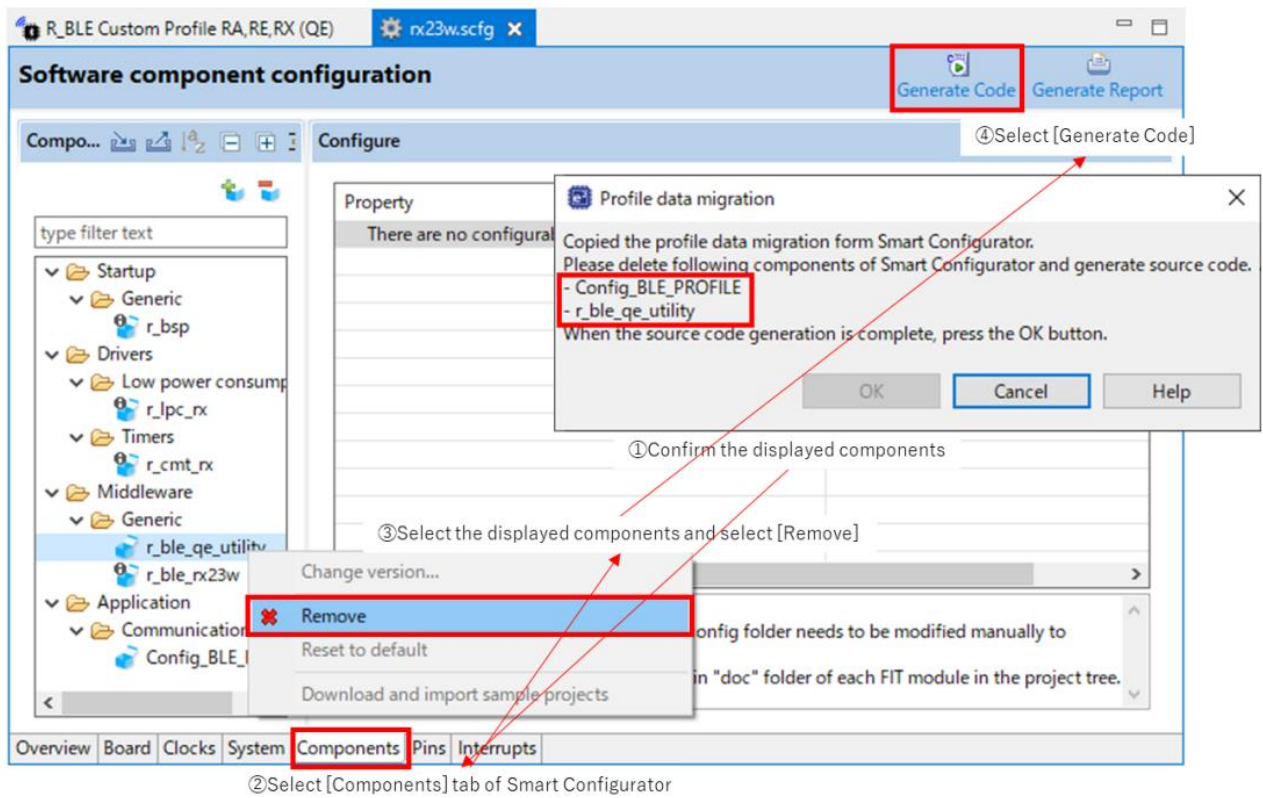 R_BLE Custom Profile RA,RE,RX (QE)
rx23w.scfg
Software component configuration
Generate Code
Generate Report
④Select [Generate Code]
Compo...
Configure
type filter text
Startup
Generic
r_bsp
Drivers
Low power consump
r_lpc_rx
Timers
r_cmt_rx
Middleware
Generic
r_ble_qe_utility
r_ble_rx23w
Application
Communication
Config_BLE_
Property
There are no configural
Profile data migration
Copied the profile data migration form Smart Configurator.
Please delete following components of Smart Configurator and generate source code.
- Config_BLE_PROFILE
- r_ble_qe_utility
When the source code generation is complete, press the OK button.
OK
Cancel
Help
①Confirm the displayed components
③Select the displayed components and select [Remove]
Change version...
Remove
Reset to default
Download and import sample projects
onfig folder needs to be modified manually to
in "doc" folder of each FIT module in the project tree.
Overview Board Clocks System Components Pins Interrupts
②Select [Components] tab of Smart Configurator